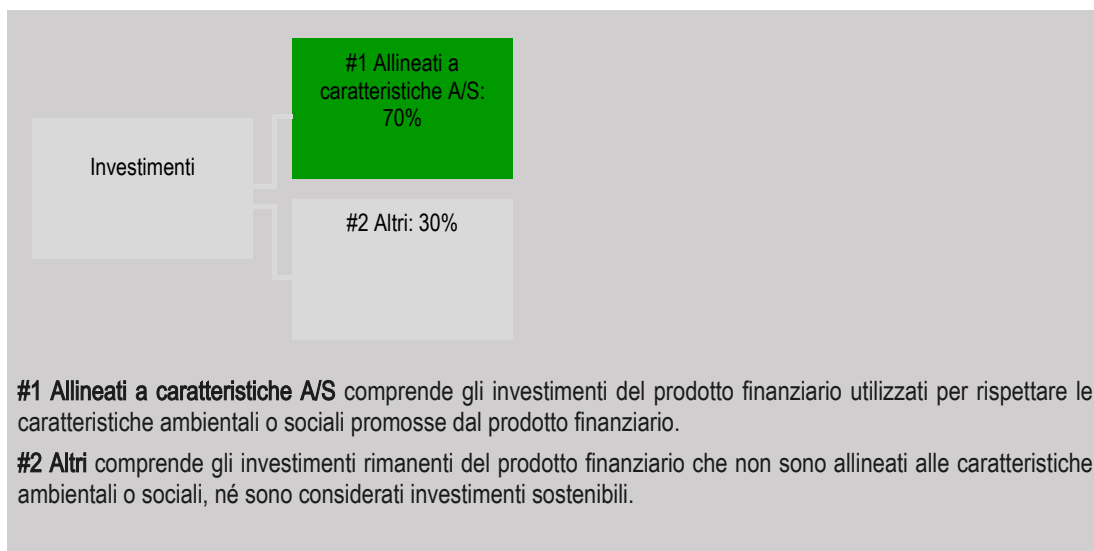 #1 Allineati a
caratteristiche A/S:
70%
Investimenti
#2 Altri: 30%
#1 Allineati a caratteristiche A/S comprende gli investimenti del prodotto finanziario utilizzati per rispettare le
caratteristiche ambientali o sociali promosse dal prodotto finanziario.
#2 Altri comprende gli investimenti rimanenti del prodotto finanziario che non sono allineati alle caratteristiche
ambientali o sociali, né sono considerati investimenti sostenibili.